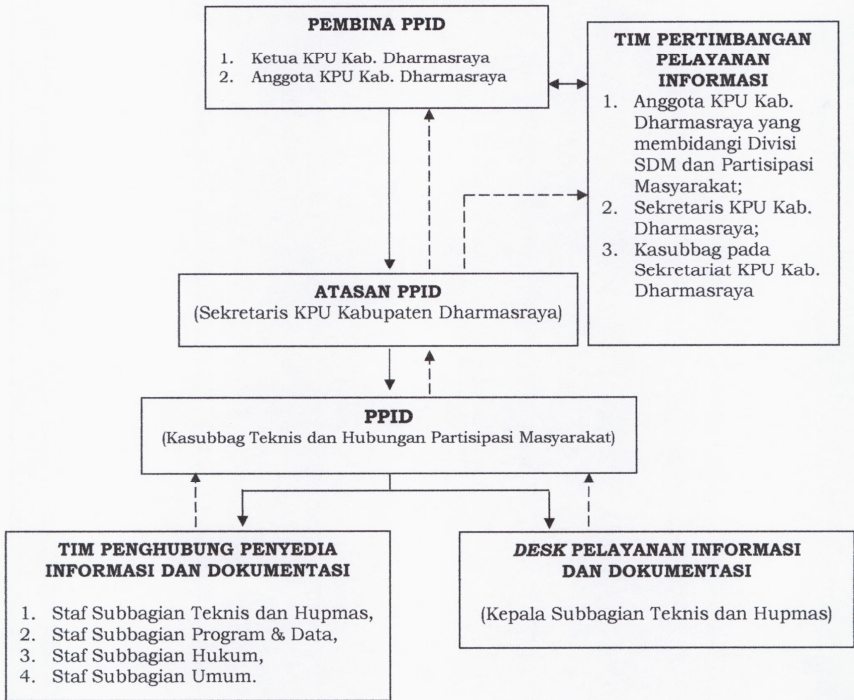 PEMBINA PPID
1. Ketua KPU Kab. Dharmasraya
2. Anggota KPU Kab. Dharmasraya
TIM PERTIMBANGAN
PELAYANAN
INFORMASI
1. Anggota KPU Kab.
Dharmasraya yang
membidangi Divisi
SDM dan Partisipasi
Masyarakat;
2. Sekretaris KPU Kab.
Dharmasraya;
3. Kasubbag pada
Sekretariat KPU Kab.
Dharmasraya
ATASAN PPID
(Sekretaris KPU Kabupaten Dharmasraya)
PPID
(Kasubbag Teknis dan Hubungan Partisipasi Masyarakat)
TIM PENGHUBUNG PENYEDIA
INFORMASI DAN DOKUMENTASI
1. Staf Subbagian Teknis dan Hupmas,
2. Staf Subbagian Program & Data,
3. Staf Subbagian Hukum,
4. Staf Subbagian Umum.
DESK PELAYANAN INFORMASI
DAN DOKUMENTASI
(Kepala Subbagian Teknis dan Hupmas)